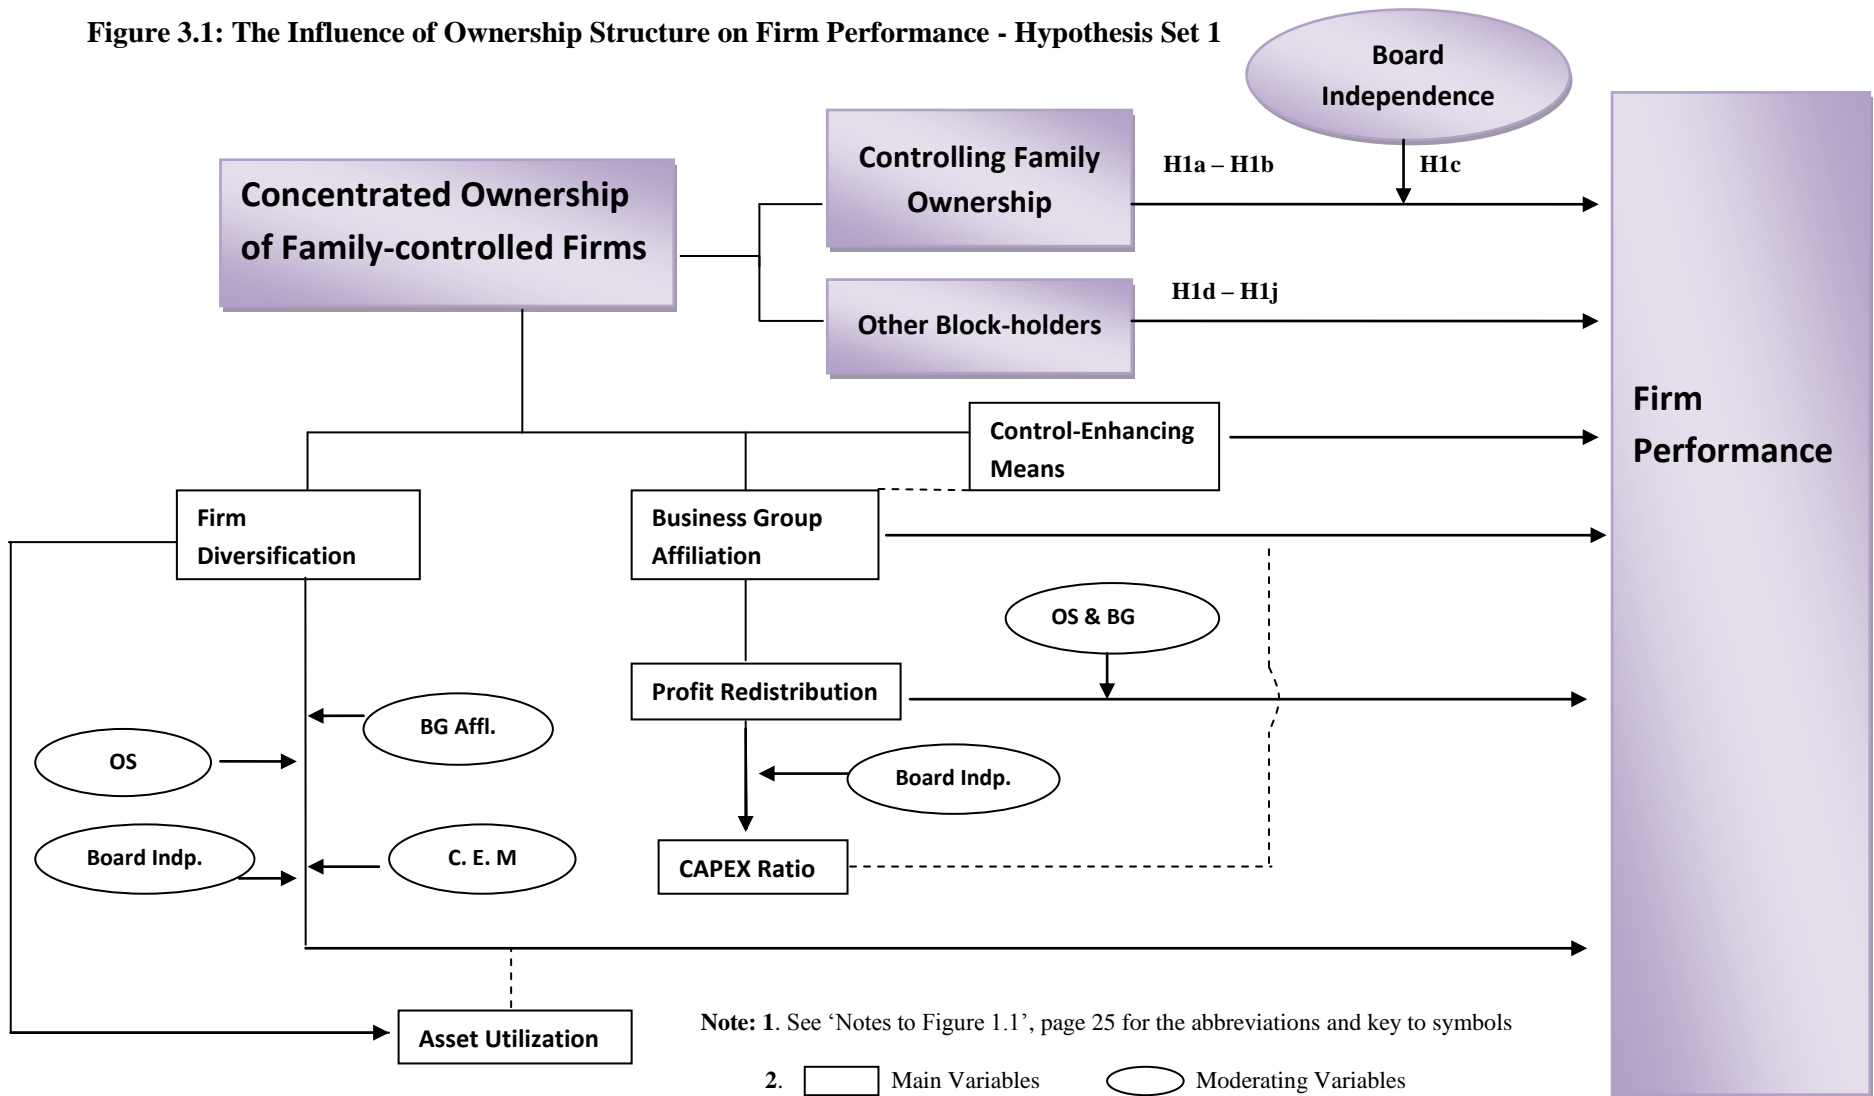 Figure 3.1: The Influence of Ownership Structure on Firm Performance - Hypothesis Set 1
Board
Independence
Controlling Family
Ownership
H1a – H1b
H1c
Concentrated Ownership
of Family-controlled Firms
H1d – H1j
Other Block-holders
Firm
Performance
Control-Enhancing
Means
Firm
Diversification
Business Group
Affiliation
OS & BG
Profit Redistribution
BG Affl.
OS
Board Indp.
Board Indp.
C. E. M
CAPEX Ratio
Asset Utilization
Note: 1. See ‘Notes to Figure 1.1’, page 25 for the abbreviations and key to symbols
2. Main Variables Moderating Variables